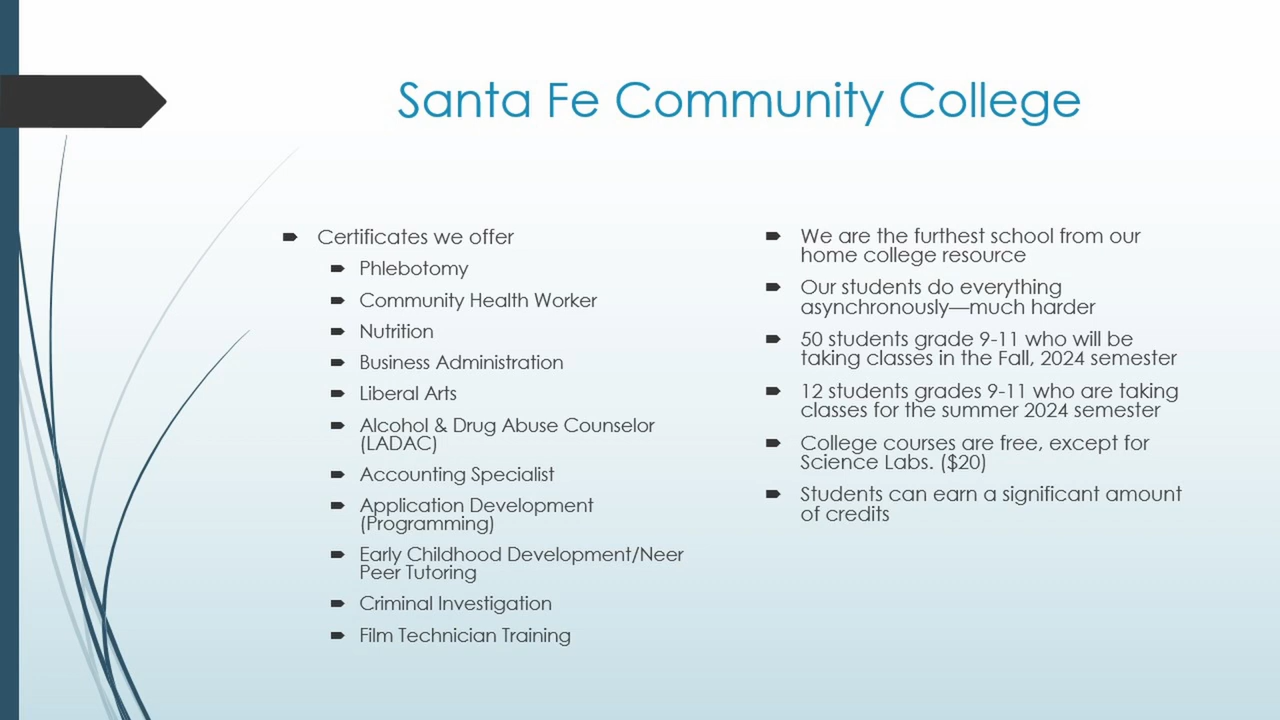 Santa Fe Community College
Certificates we offer
Phlebotomy
Community Health Worker
Nutrition
Business Administration
Liberal Arts
Alcohol & Drug Abuse Counselor
(LADAC)
Accounting Specialist
Application Development
(Programming)
Early Childhood Development/Neer
Peer Tutoring
Criminal Investigation
Film Technician Training
We are the furthest school from our
home college resource
Our students do everything
asynchronously—much harder
50 students grade 9-11 who will be
taking classes in the Fall, 2024 semester
12 students grades 9-11 who are taking
classes for the summer 2024 semester
College courses are free, except for
Science Labs. ($20)
Students can earn a significant amount
of credits